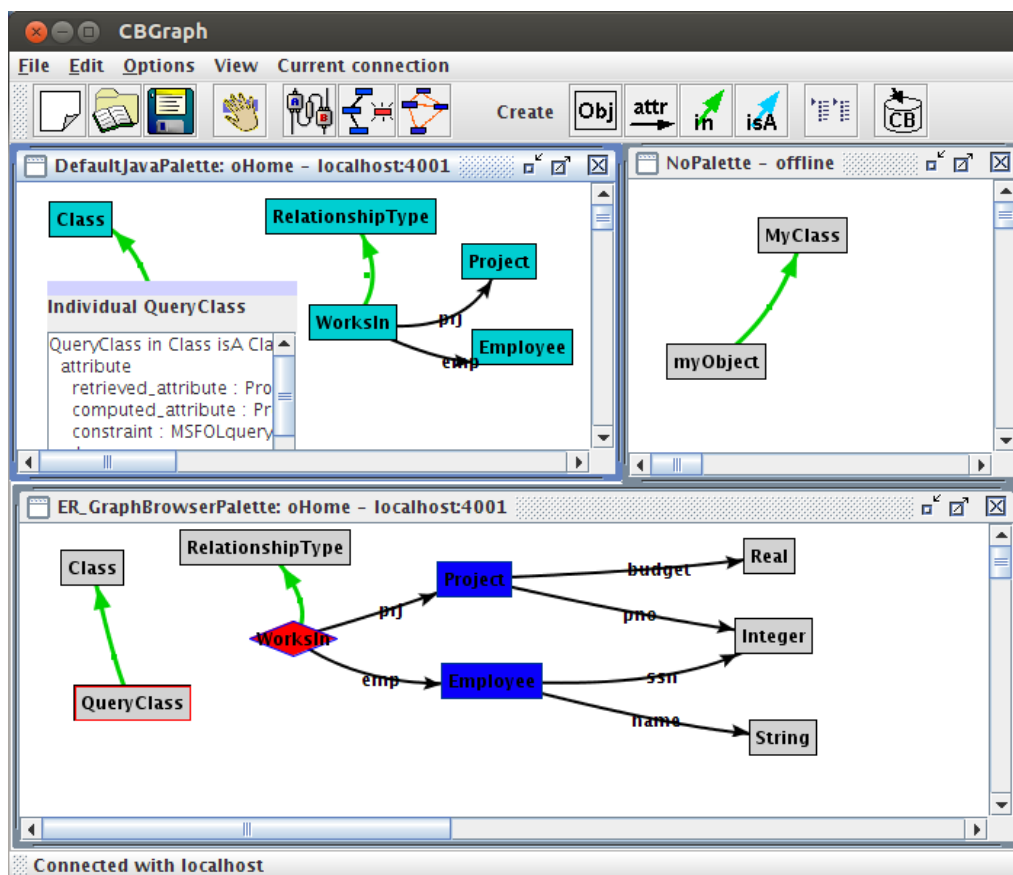 CBGraph
File Edit Options View Current connection
Create Obj attr in isA CB
DefaultJavaPalette: oHome - localhost:4001
Class
RelationshipType
Project
WorksIn
prj
Employee
emp
Individual QueryClass
QueryClass in Class isA Cla
attribute
retrieved_attribute : Pro
computed_attribute : Pr
constraint : MSFOLquery
NoPalette - offline
MyClass
myObject
ER_GraphBrowserPalette: oHome - localhost:4001
RelationshipType
Class
Project
budget
Real
prj
pno
WorksIn
Integer
emp
Employee
ssn
QueryClass
name
String
Connected with localhost